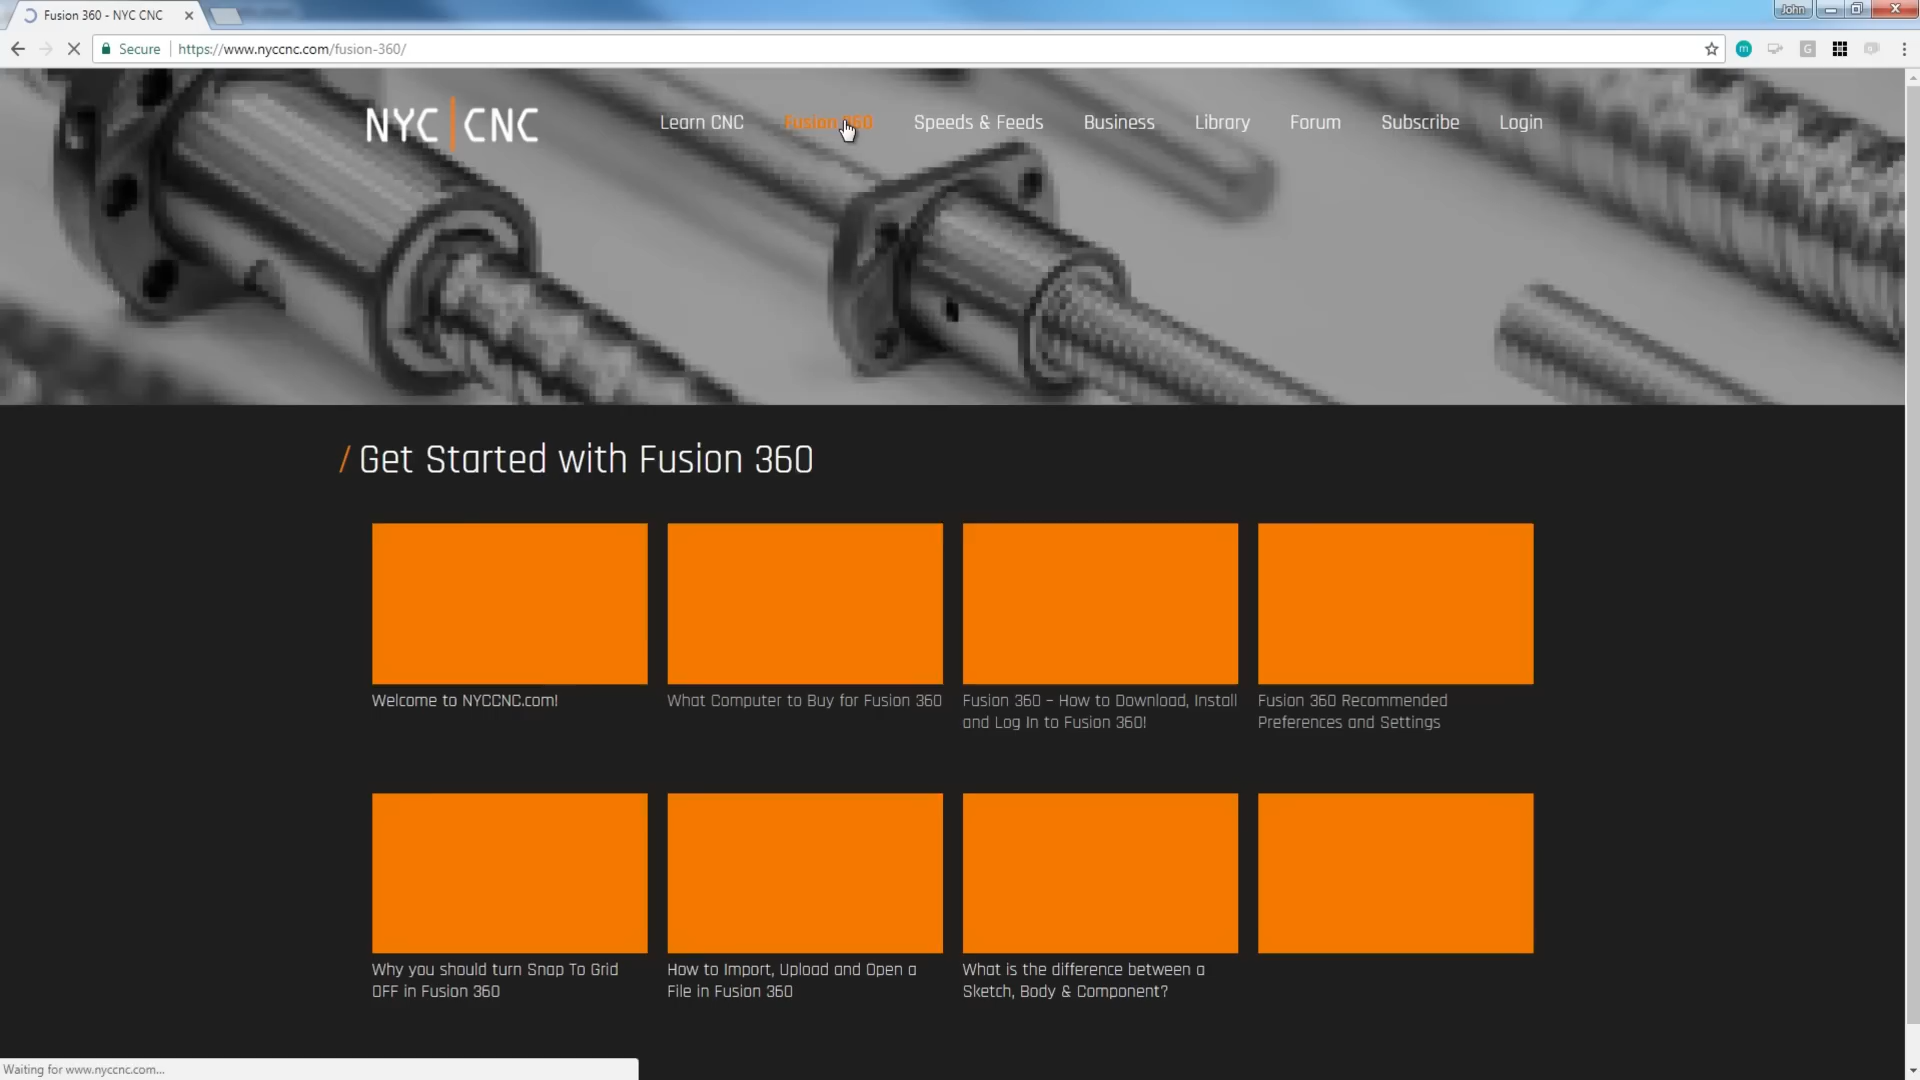 Fusion 360 - NYC CNC
John
Secure
https://www.nyccnc.com/fusion-360/
NYC CNC
Learn CNC
Fusion 360
Speeds & Feeds
Business
Library
Forum
Subscribe
Login
/ Get Started with Fusion 360
Welcome to NYCCNC.com!
What Computer to Buy for Fusion 360
Fusion 360 – How to Download, Install
and Log In to Fusion 360!
Fusion 360 Recommended
Preferences and Settings
Why you should turn Snap To Grid
OFF in Fusion 360
How to Import, Upload and Open a
File in Fusion 360
What is the difference between a
Sketch, Body & Component?
Waiting for www.nyccnc.com...